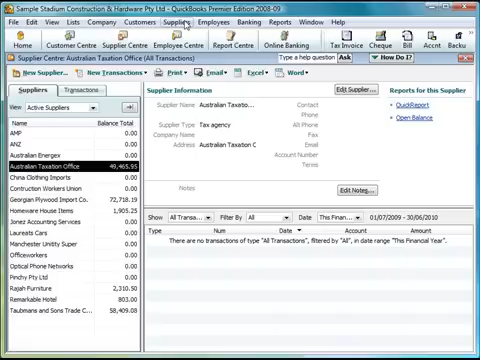 Sample Stadium Construction & Hardware Pty Ltd - QuickBooks Premier Edition 2008-09
File Edit View Lists Company Customers Suppliers Employees Banking Reports Window Help
Home Customer Centre Supplier Centre Employee Centre Report Centre Online Banking Tax Invoice Cheque Bill Accnt Reg
Supplier Centre: Australian Taxation Office (All Transactions) Type a help question Ask How Do I?
New Supplier... New Transactions Print Email Excel Word
Suppliers Transactions
View Active Suppliers
Name Balance Total
AMP 0.00
ANZ 0.00
Australian Energex 0.00
Australian Taxation Office 49,465.95
China Clothing Imports 0.00
Contruction Workers Union 0.00
Georgian Plywood Import Co. 72,718.19
Homeware House Items 1,905.25
Jonez Accounting Services 0.00
Laureats Cars 0.00
Manchester Unitity Super 0.00
Officeworkers 0.00
Optical Phone Networks 0.00
Pinchy Pty Ltd 0.00
Rajah Furniture 2,310.50
Remarkable Hotel 803.00
Taubmans and Sons Trade C... 58,409.08
Supplier Information Edit Supplier...
Supplier Name Australian Taxatio... Contact
Phone
Supplier Type Tax agency Alt Phone
Company Name Fax
Address Australian Taxation C Email
Account Number
Terms
Notes Edit Notes...
Reports for this Supplier
QuickReport
Open Balance
Show All Transa... Filter By All Date This Finan... 01/07/2009 - 30/06/2010
Type Num Date Account Amount
There are no transactions of type "All Transactions", filtered by "All", in date range "This Financial Year".